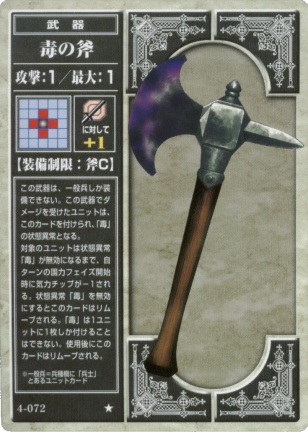 武器
毒の斧
攻撃:1/最大:1
に対して
+1
【装備制限:斧C】
この武器は、一般兵しか装
備できない。この武器でダ
メージを受けたユニットは、
このカードを付けられ、「毒」
の状態異常となる。
対象のユニットは状態異常
「毒」が無効になるまで、自
ターンの国力フェイズ開始
時に気力チップが-1され
る。状態異常「毒」を無効
にするとこのカードはリム
ーブされる。「毒」は1ユニ
ットに1枚しか付けること
はできない。使用後にこの
カードはリムーブされる。
※一般兵=兵種欄に「兵士」
とあるユニットカード
4-072
★